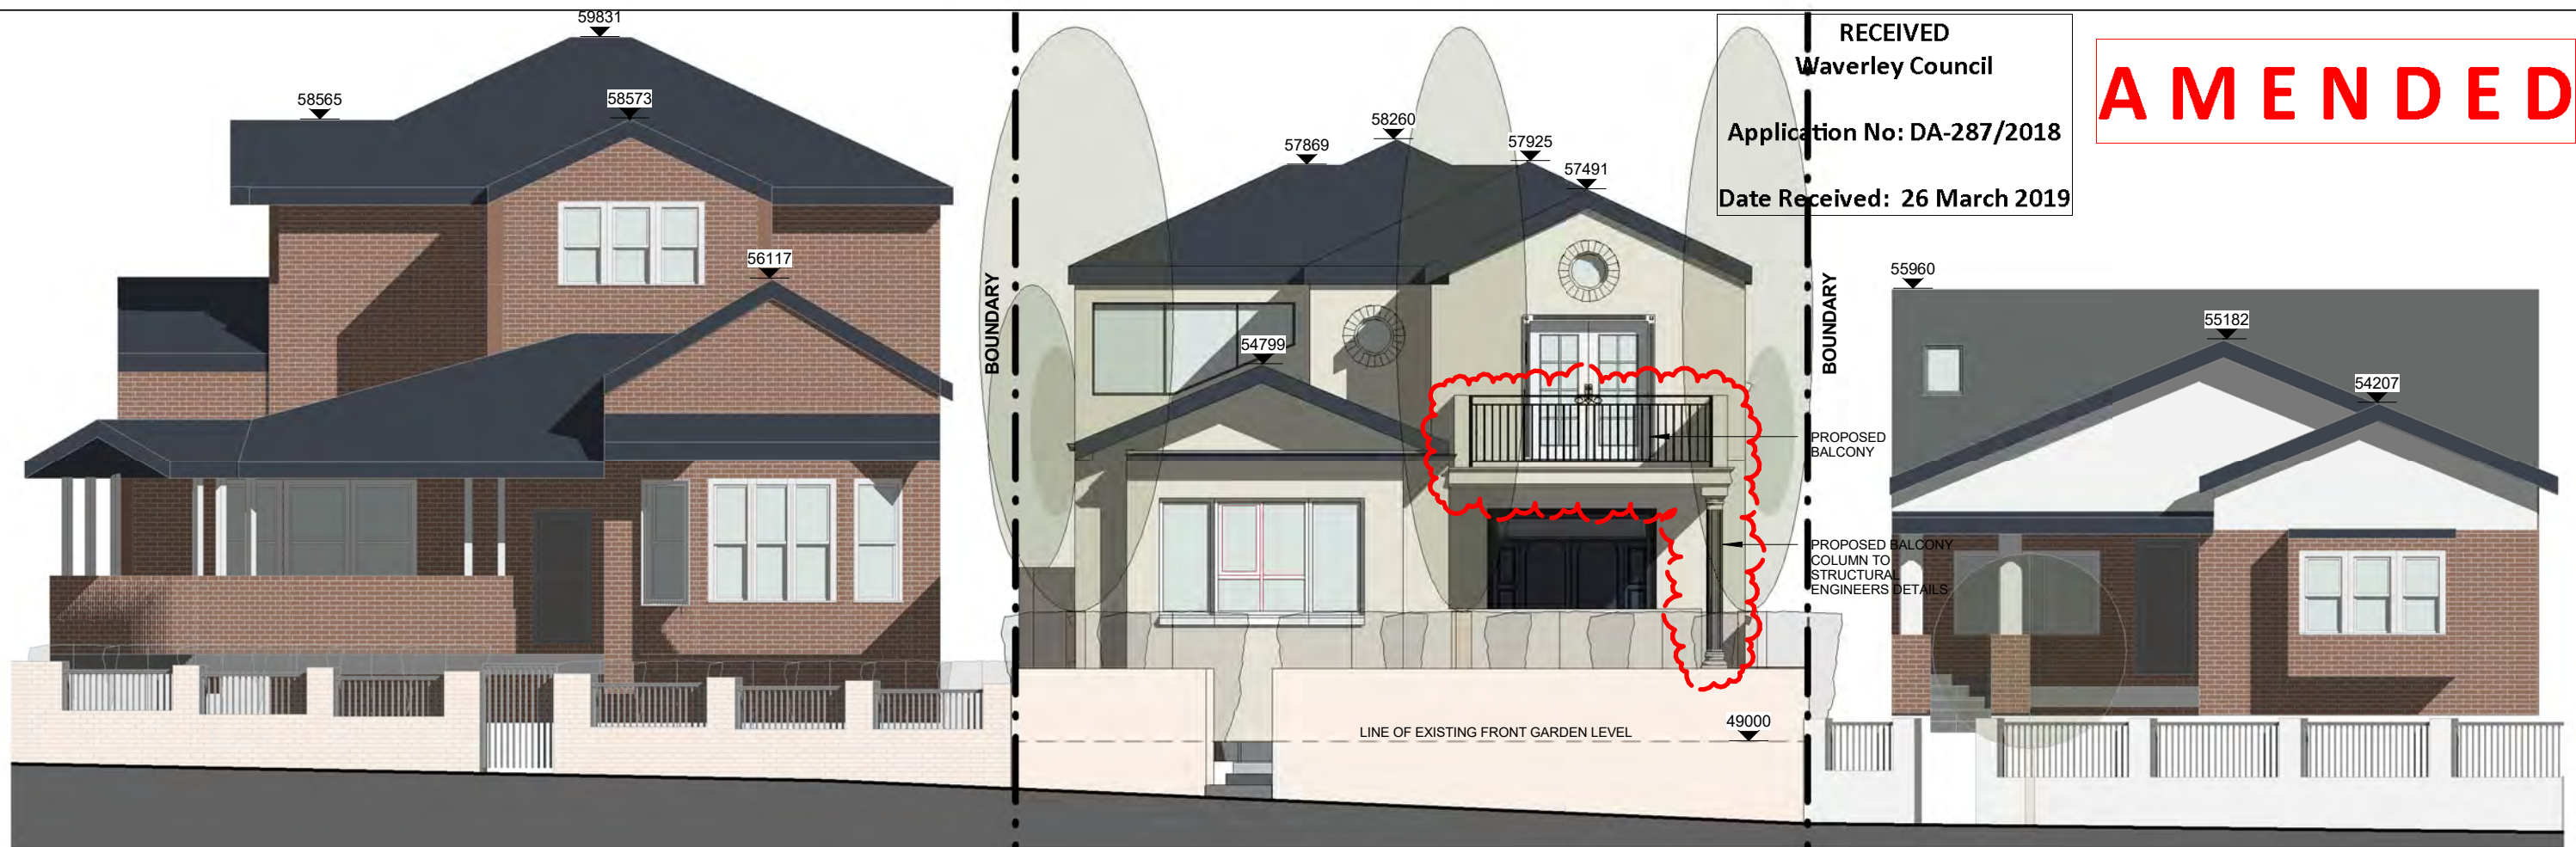 59831
58565
58573
56117
BOUNDARY
57869
58260
57925
57491
54799
RECEIVED
Waverley Council
Application No: DA-287/2018
Date Received: 26 March 2019
AMENDED
BOUNDARY
PROPOSED
BALCONY
PROPOSED BALCONY
COLUMN TO
STRUCTURAL
ENGINEERS DETAILS
LINE OF EXISTING FRONT GARDEN LEVEL
49000
55960
55182
54207